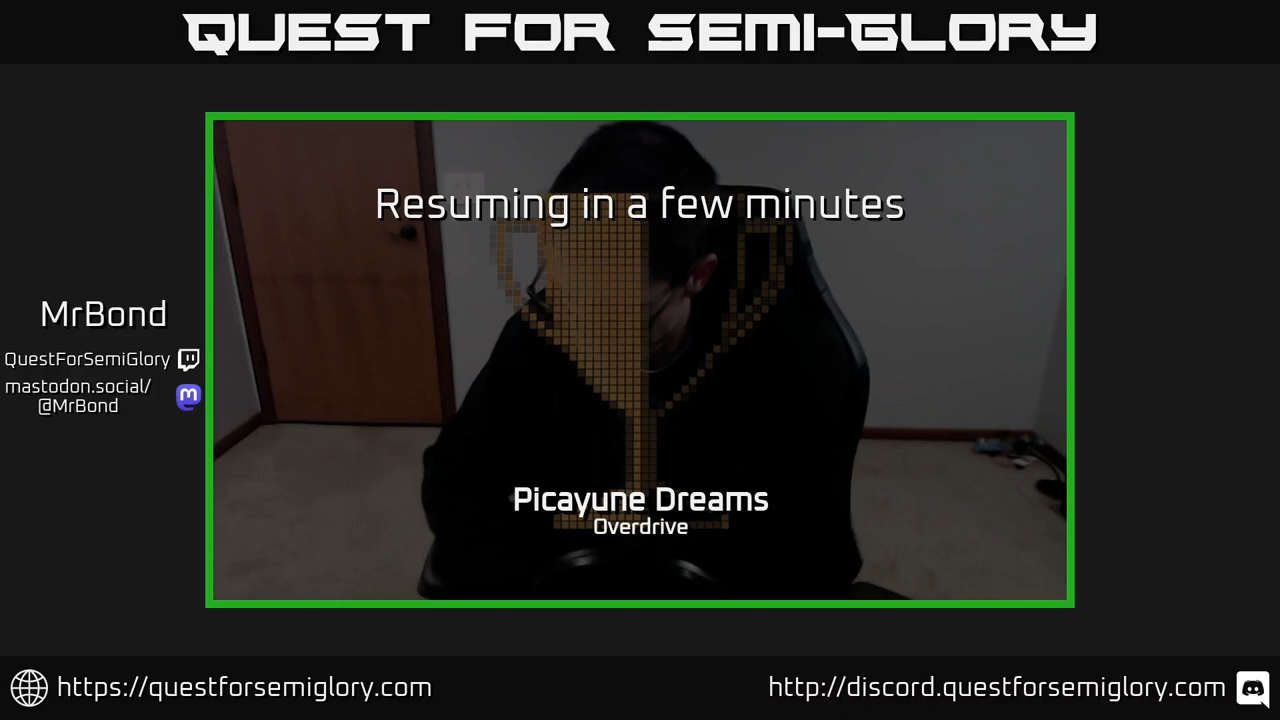 QUEST FOR SEMI-GLORY
Resuming in a few minutes
MrBond
QuestForSemiGlory
mastodon.social/
@MrBond
Picayune Dreams
Overdrive
https://questforsemiglory.com
http://discord.questforsemiglory.com